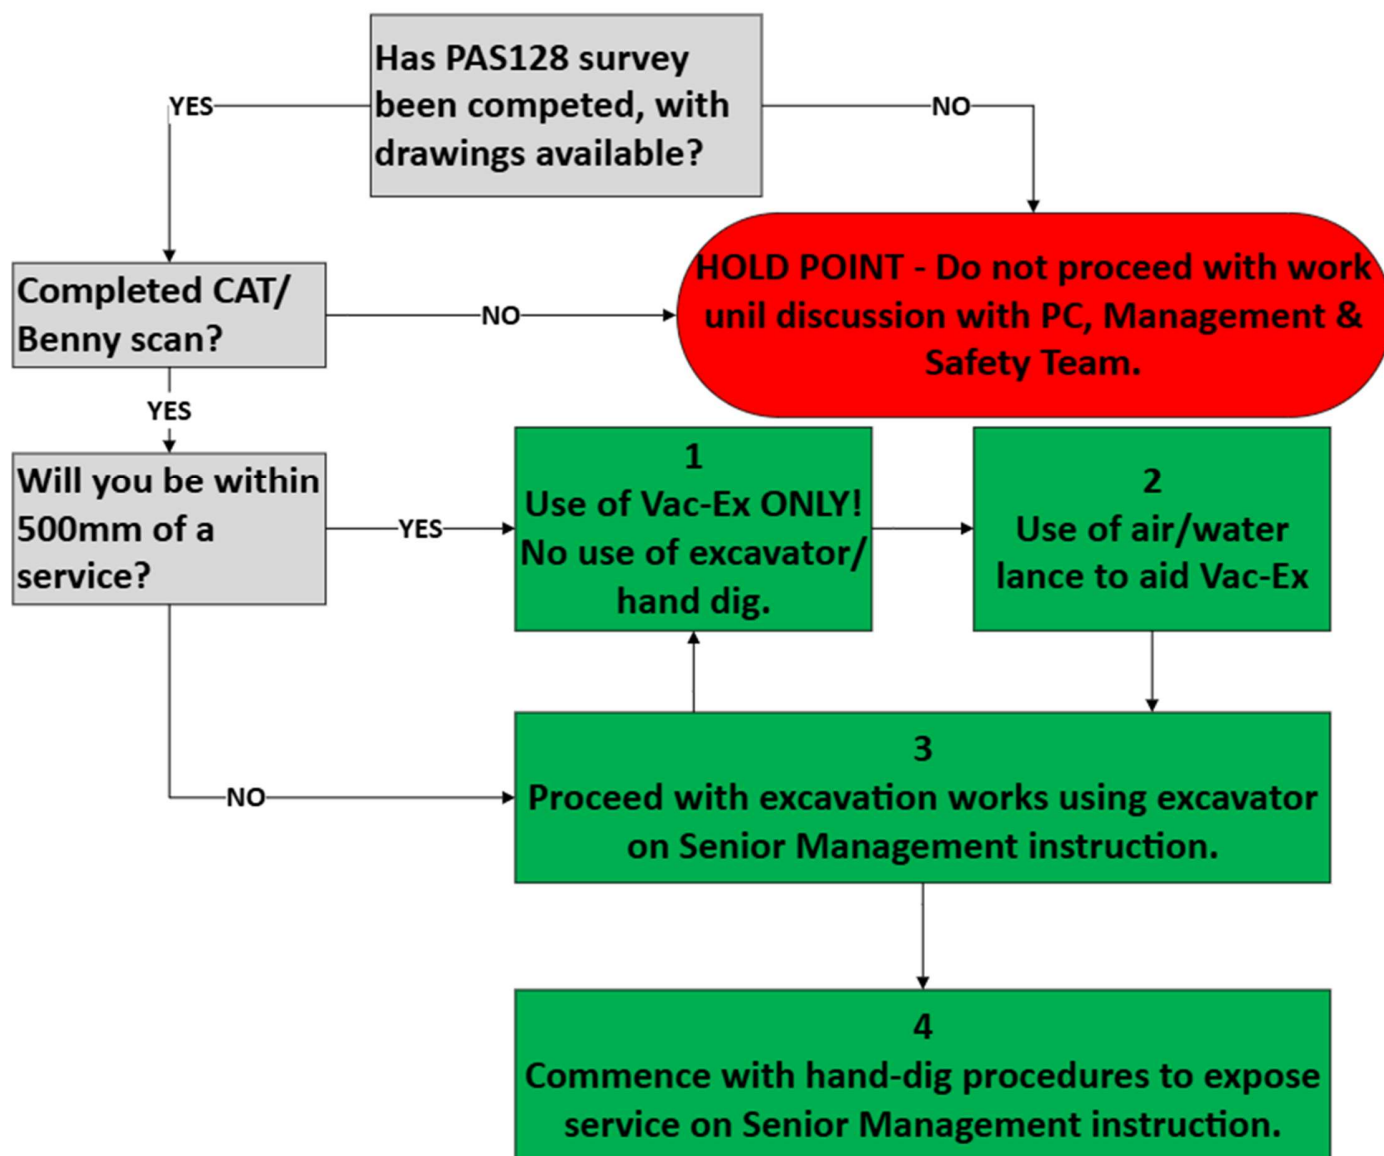 Has PAS128 survey
been competed, with
drawings available?
YES
NO
Completed CAT/
Benny scan?
NO
HOLD POINT - Do not proceed with work
unil discussion with PC, Management &
Safety Team.
YES
Will you be within
500mm of a
service?
YES
1
Use of Vac-Ex ONLY!
No use of excavator/
hand dig.
2
Use of air/water
lance to aid Vac-Ex
NO
3
Proceed with excavation works using excavator
on Senior Management instruction.
4
Commence with hand-dig procedures to expose
service on Senior Management instruction.